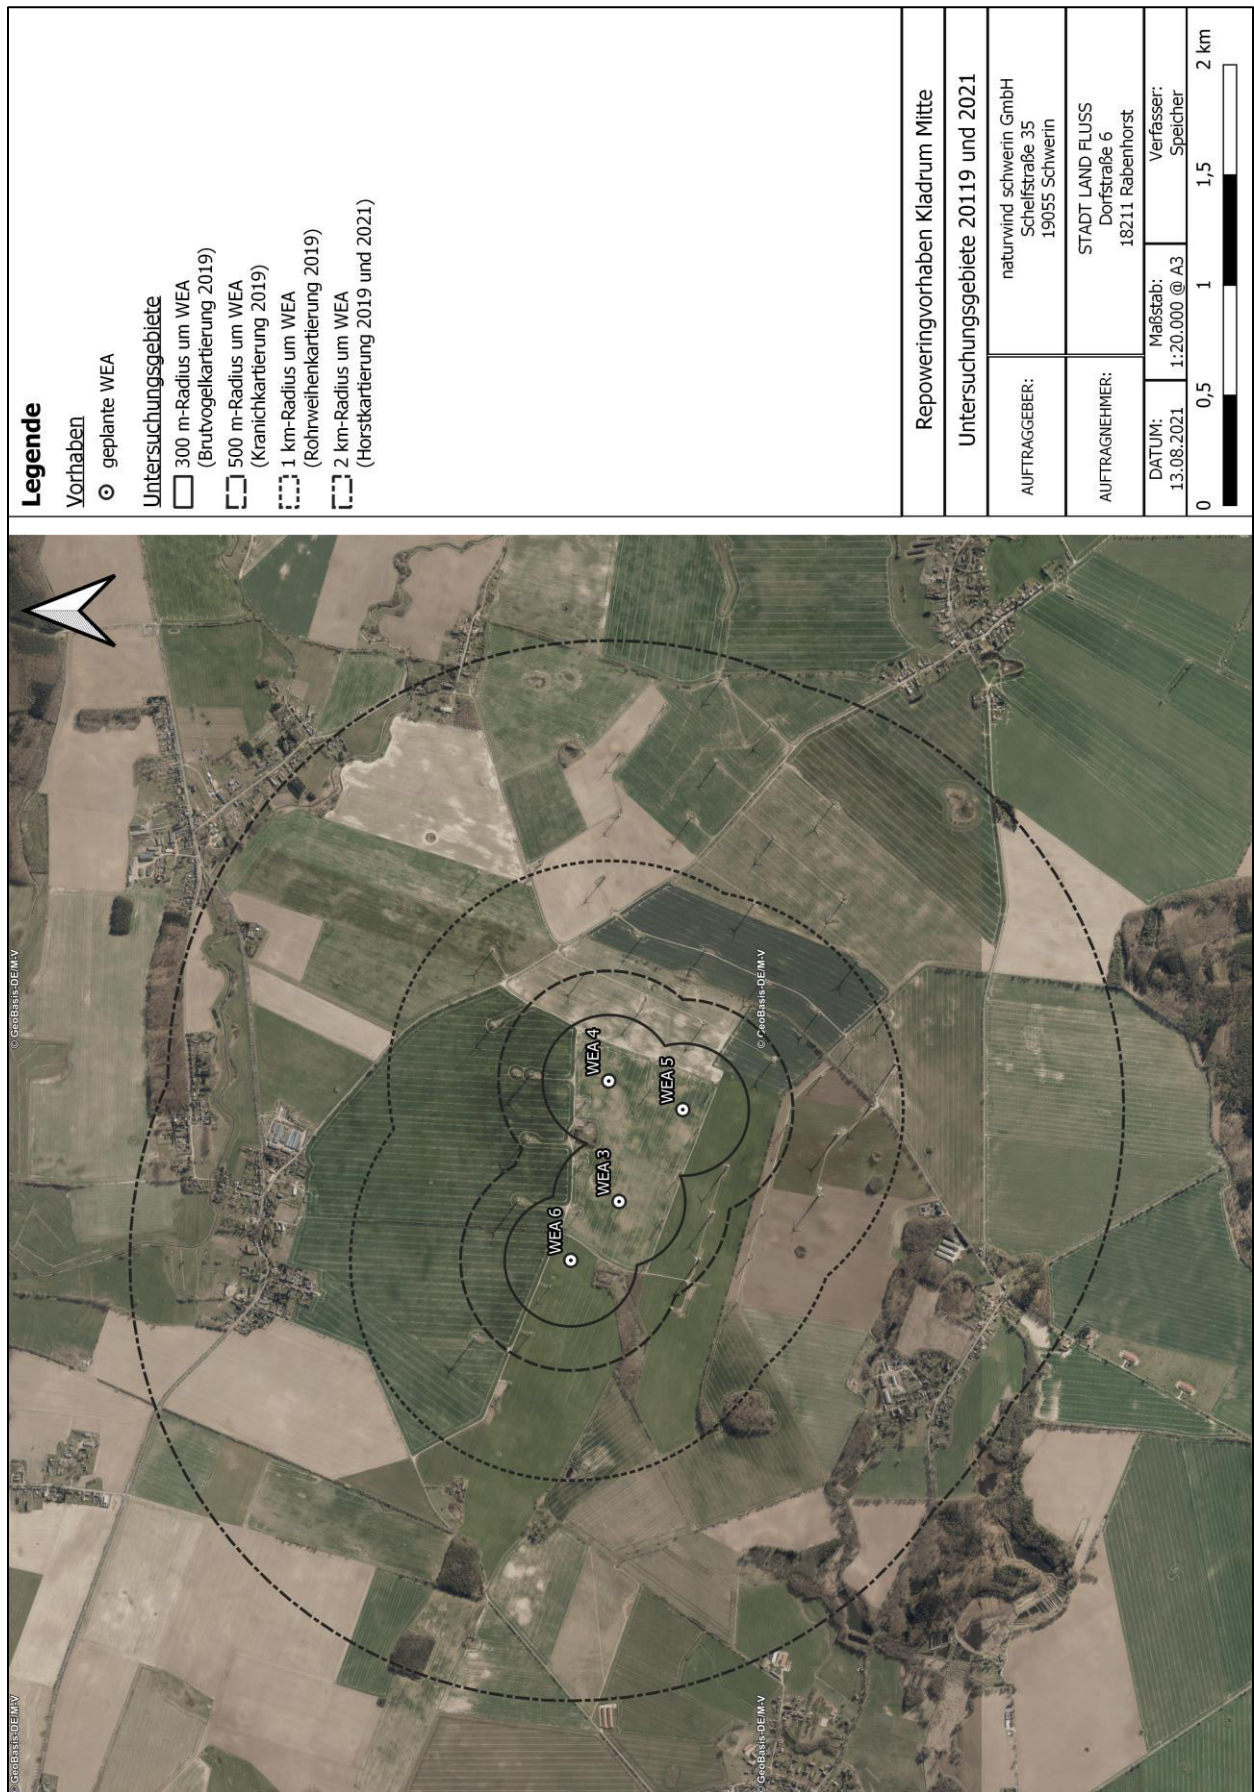 Legende
Vorhaben
geplante WEA
Untersuchungsgebiete
300 m-Radius um WEA
(Brutvogelkartierung 2019)
500 m-Radius um WEA
(Kranichkartierung 2019)
1 km-Radius um WEA
(Rohrweihenkartierung 2019)
2 km-Radius um WEA
(Horstkartierung 2019 und 2021)
Repoweringvorhaben Kladrum Mitte
Untersuchungsgebiete 20119 und 2021
AUFTRAGGEBER:
naturwind schwerin GmbH
Schelfstraße 35
19055 Schwerin
AUFTRAGNEHMER:
STADT LAND FLUSS
Dorfstraße 6
18211 Rabenhorst
DATUM:
13.08.2021
Maßstab:
1:20.000 @ A3
Verfasser:
Speicher
0 0,5 1 1,5 2 km
© GeoBasis-DE/M-V
© GeoBasis-DE/M-V
WEA 6
WEA 3
WEA 4
WEA 5
© GeoBasis-DE/M-V
© GeoBasis-DE/M-V